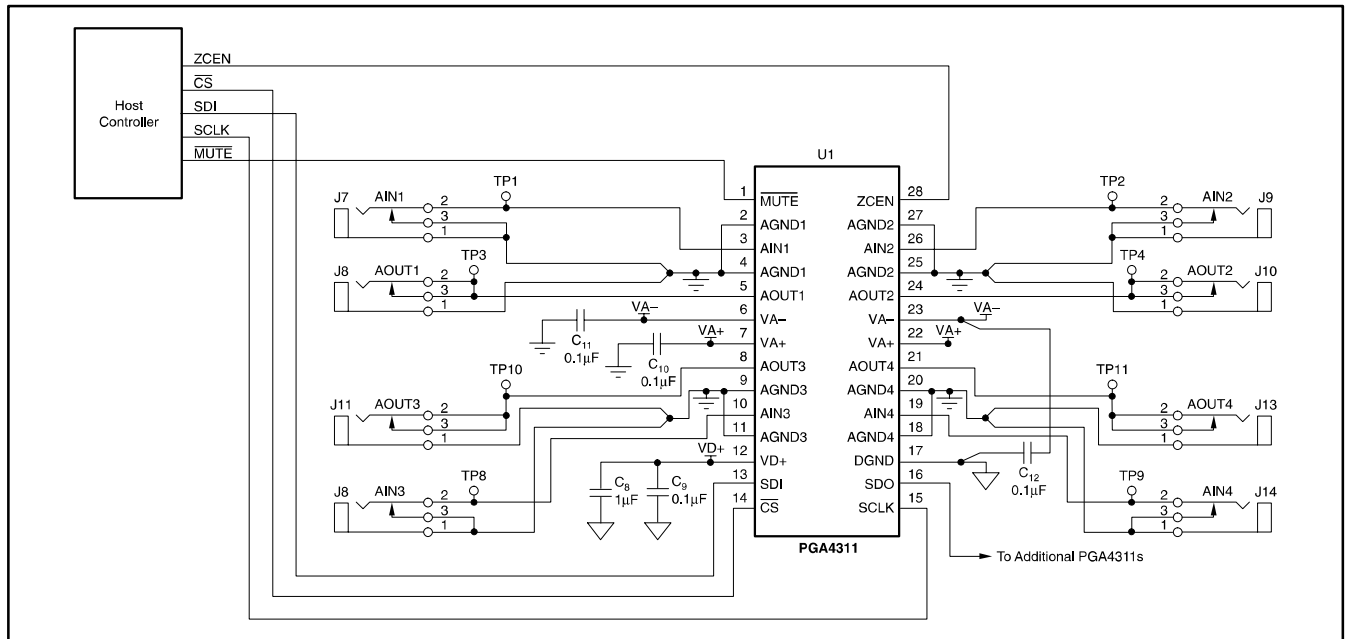 Host
Controller
ZCEN
CS
SDI
SCLK
MUTE
U1
J7
AIN1
2
3
1
TP1
J8
AOUT1
2
3
1
TP3
VA−
C11
0.1µF
VA+
C10
0.1µF
J11
AOUT3
2
3
1
TP10
J8
AIN3
2
3
1
TP8
VD+
C8
1µF
C9
0.1µF
1
MUTE
2
AGND1
3
AIN1
4
AGND1
5
AOUT1
6
VA−
7
VA+
8
AOUT3
9
AGND3
10
AIN3
11
AGND3
12
VD+
13
SDI
14
CS
ZCEN
28
AGND2
27
AIN2
26
AGND2
25
AOUT2
24
VA−
23
VA+
22
AOUT4
21
AGND4
20
AIN4
19
AGND4
18
DGND
17
SDO
16
SCLK
15
PGA4311
TP2
2
3
1
AIN2
J9
TP4
2
3
1
AOUT2
J10
VA−
VA+
TP11
2
3
1
AOUT4
J13
C12
0.1µF
TP9
2
3
1
AIN4
J14
To Additional PGA4311s